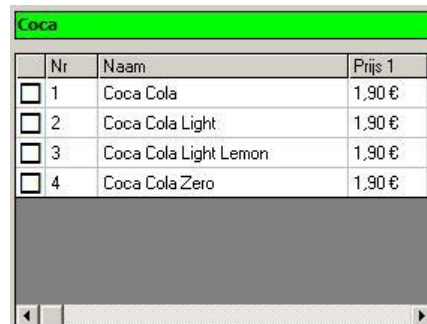 Coca
Nr Naam Prijs 1
1 Coca Cola 1,90 €
2 Coca Cola Light 1,90 €
3 Coca Cola Light Lemon 1,90 €
4 Coca Cola Zero 1,90 €